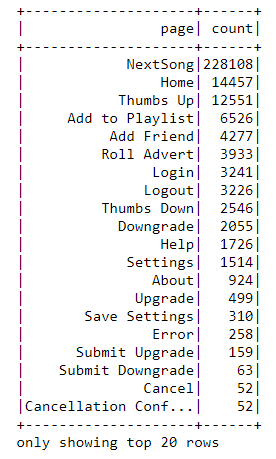 +--------------------+------+
|                page| count|
+--------------------+------+
|            NextSong|228108|
|                Home| 14457|
|           Thumbs Up| 12551|
|     Add to Playlist|  6526|
|          Add Friend|  4277|
|         Roll Advert|  3933|
|               Login|  3241|
|              Logout|  3226|
|         Thumbs Down|  2546|
|           Downgrade|  2055|
|                Help|  1726|
|            Settings|  1514|
|               About|   924|
|             Upgrade|   499|
|       Save Settings|   310|
|               Error|   258|
|      Submit Upgrade|   159|
|    Submit Downgrade|    63|
|              Cancel|    52|
|Cancellation Conf...|    52|
+--------------------+------+
only showing top 20 rows